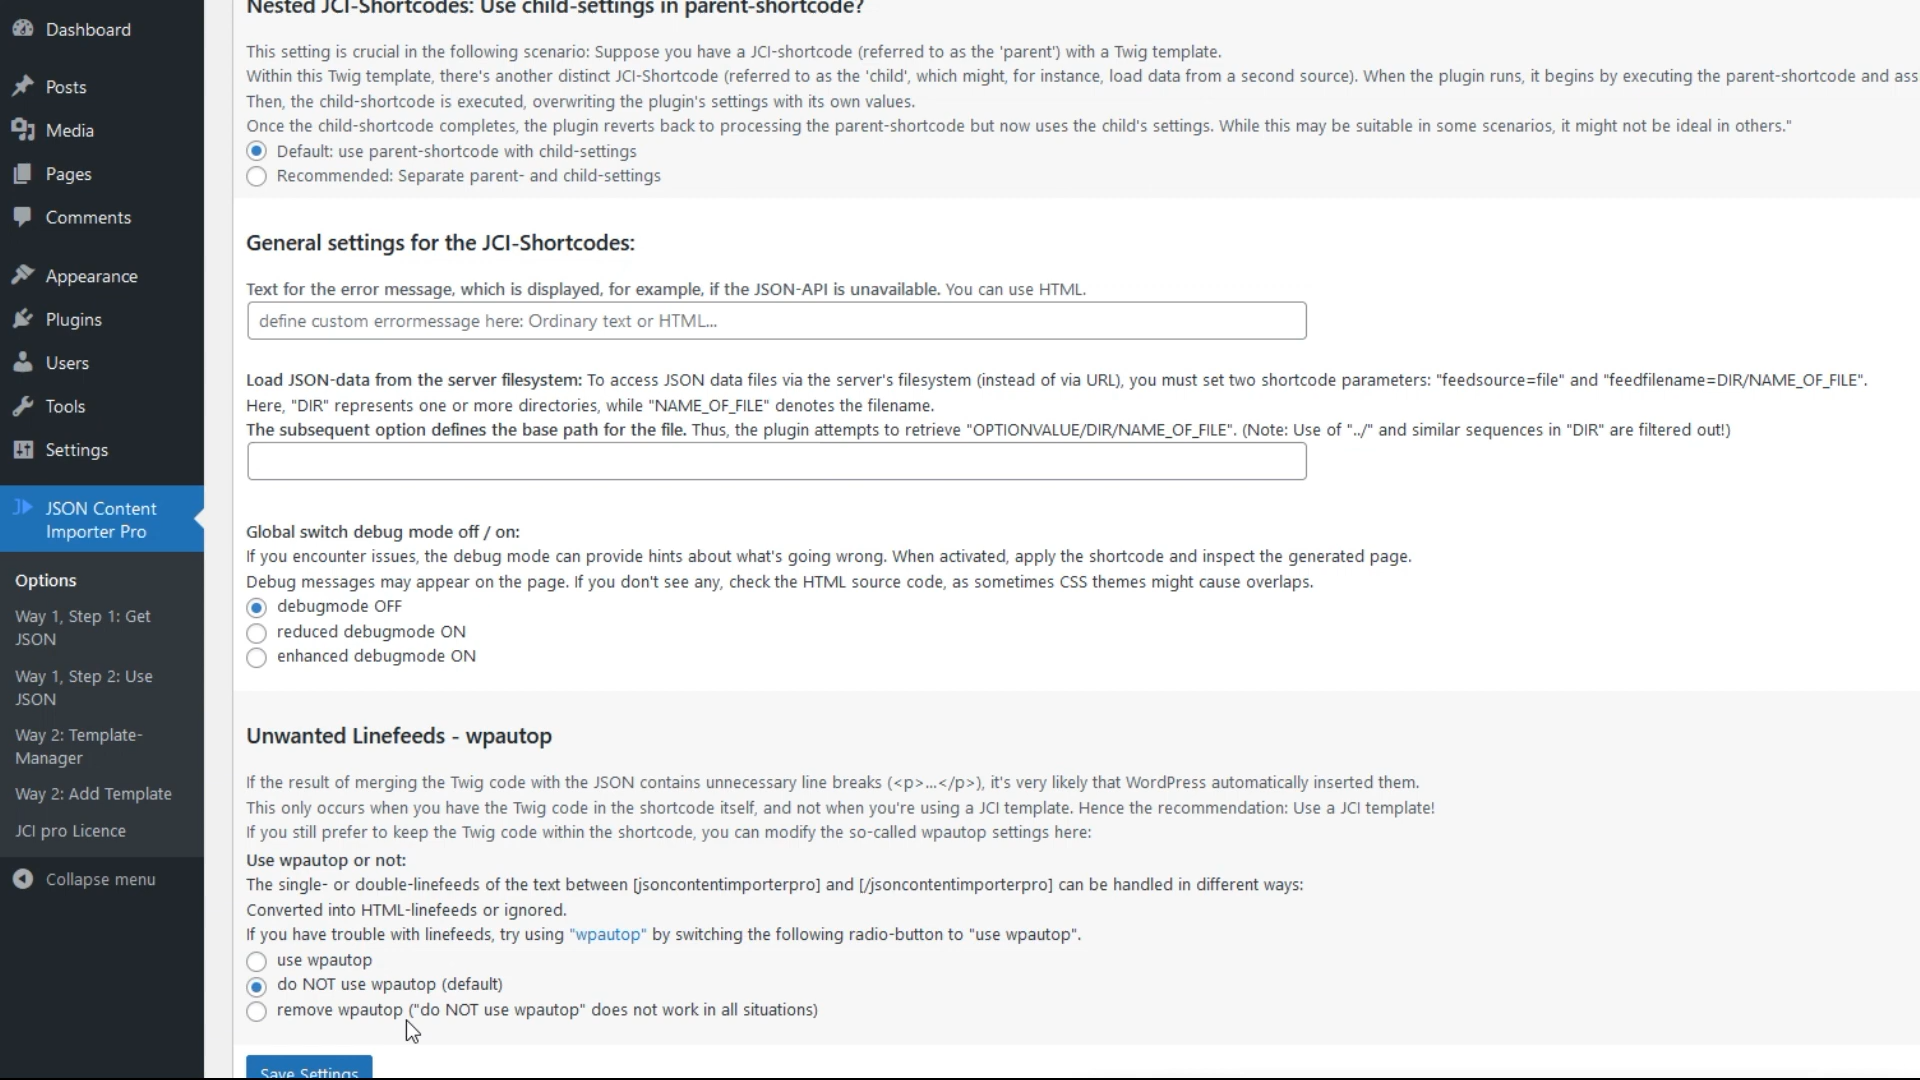 Dashboard
Posts
Media
Pages
Comments
Appearance
Plugins
Users
Tools
Settings
JSON Content
Importer Pro
Options
Way 1, Step 1: Get
JSON
Way 1, Step 2: Use
JSON
Way 2: Template-
Manager
Way 2: Add Template
JCI pro Licence
Collapse menu
Nested JCI-Shortcodes: Use child-settings in parent-shortcode?
This setting is crucial in the following scenario: Suppose you have a JCI-shortcode (referred to as the 'parent') with a Twig template.
Within this Twig template, there's another distinct JCI-Shortcode (referred to as the 'child', which might, for instance, load data from a second source). When the plugin runs, it begins by executing the parent-shortcode and ass
Then, the child-shortcode is executed, overwriting the plugin's settings with its own values.
Once the child-shortcode completes, the plugin reverts back to processing the parent-shortcode but now uses the child's settings. While this may be suitable in some scenarios, it might not be ideal in others."
Default: use parent-shortcode with child-settings
Recommended: Separate parent- and child-settings
General settings for the JCI-Shortcodes:
Text for the error message, which is displayed, for example, if the JSON-API is unavailable. You can use HTML.
define custom errormessage here: Ordinary text or HTML...
Load JSON-data from the server filesystem: To access JSON data files via the server's filesystem (instead of via URL), you must set two shortcode parameters: "feedsource=file" and "feedfilename=DIR/NAME_OF_FILE".
Here, "DIR" represents one or more directories, while "NAME_OF_FILE" denotes the filename.
The subsequent option defines the base path for the file. Thus, the plugin attempts to retrieve "OPTIONVALUE/DIR/NAME_OF_FILE". (Note: Use of "../" and similar sequences in "DIR" are filtered out!)
Global switch debug mode off / on:
If you encounter issues, the debug mode can provide hints about what's going wrong. When activated, apply the shortcode and inspect the generated page.
Debug messages may appear on the page. If you don't see any, check the HTML source code, as sometimes CSS themes might cause overlaps.
debugmode OFF
reduced debugmode ON
enhanced debugmode ON
Unwanted Linefeeds - wpautop
If the result of merging the Twig code with the JSON contains unnecessary line breaks (<p>...</p>), it's very likely that WordPress automatically inserted them.
This only occurs when you have the Twig code in the shortcode itself, and not when you're using a JCI template. Hence the recommendation: Use a JCI template!
If you still prefer to keep the Twig code within the shortcode, you can modify the so-called wpautop settings here:
Use wpautop or not:
The single- or double-linefeeds of the text between [jsoncontentimporterpro] and [/jsoncontentimporterpro] can be handled in different ways:
Converted into HTML-linefeeds or ignored.
If you have trouble with linefeeds, try using "wpautop" by switching the following radio-button to "use wpautop".
use wpautop
do NOT use wpautop (default)
remove wpautop ("do NOT use wpautop" does not work in all situations)
Save Settings